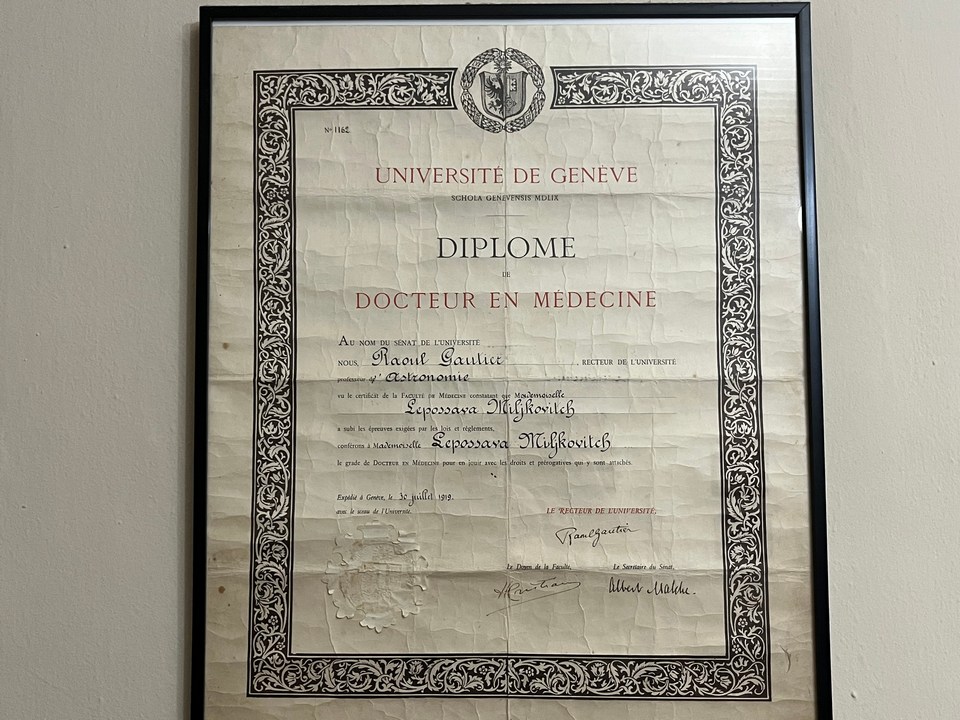 Nº 1162
UNIVERSITÉ DE GENÈVE
SCHOLA GENEVENSIS MDLIX
DIPLOME
DE
DOCTEUR EN MÉDECINE
AU NOM DU SÉNAT DE L'UNIVERSITÉ
NOUS, Raoul Gautier, RECTEUR DE L'UNIVERSITÉ
professeur d'Astronomie
vu le certificat de la FACULTÉ DE MÉDECINE constatant que Mademoiselle
Lepossava Miljkovitch
a subi les épreuves exigées par les lois et règlements,
conférons à Mademoiselle Lepossava Miljkovitch
le grade de DOCTEUR EN MÉDECINE pour en jouir avec les droits et prérogatives qui y sont attachés.
Expédié à Genève, le 30 juillet 1919.
avec le sceau de l'Université.
LE RECTEUR DE L'UNIVERSITÉ,
Raoul Gautier
Le Doyen de la Faculté, Le Secrétaire du Sénat,
Albert Malche.